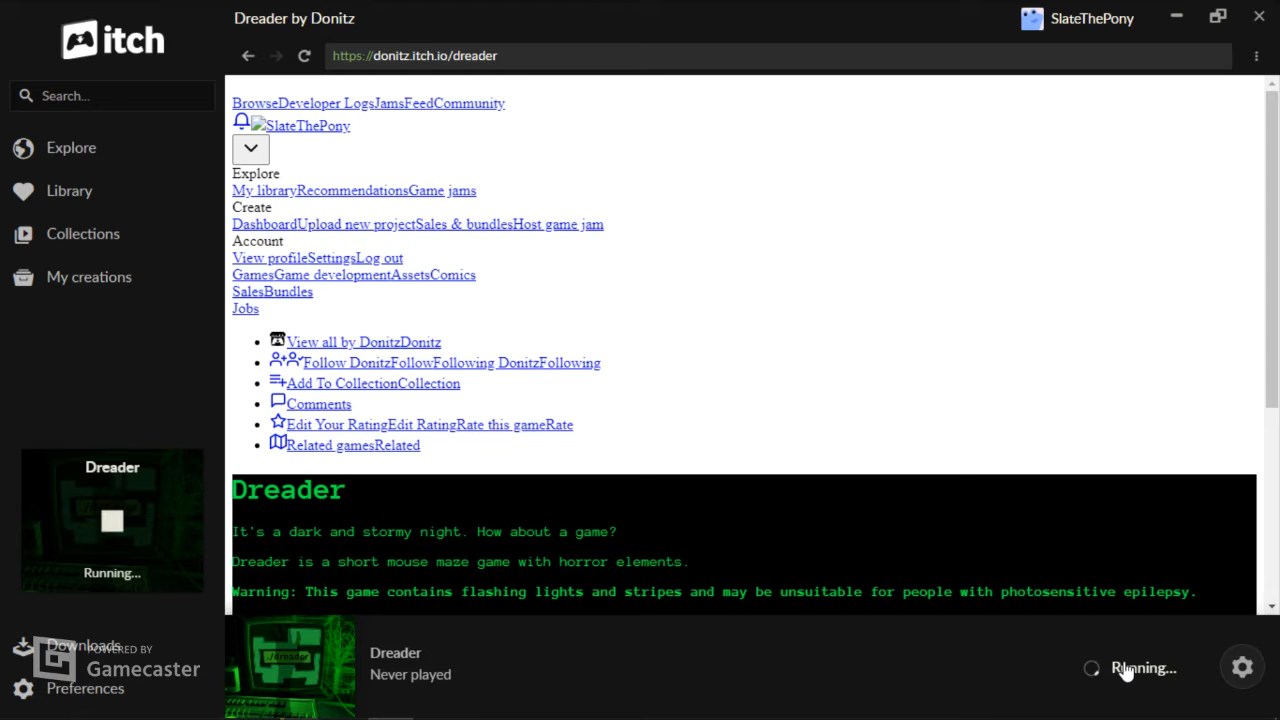 itch
Dreader by Donitz
SlateThePony
https://donitz.itch.io/dreader
Search...
Explore
Library
Collections
My creations
BrowseDeveloper LogsJamsFeedCommunity
SlateThePony
Explore
My libraryRecommendationsGame jams
Create
DashboardUpload new projectSales & bundlesHost game jam
Account
View profileSettingsLog out
GamesGame developmentAssetsComics
SalesBundles
Jobs
View all by DonitzDonitz
Follow DonitzFollowFollowing DonitzFollowing
Add To CollectionCollection
Comments
Edit Your RatingEdit RatingRate this gameRate
Related gamesRelated
Dreader
It's a dark and stormy night. How about a game?
Dreader is a short mouse maze game with horror elements.
Warning: This game contains flashing lights and stripes and may be unsuitable for people with photosensitive epilepsy.
Dreader
Running...
Downloads
POWERED BY
Gamecaster
Preferences
./dreader
Dreader
Never played
Running...